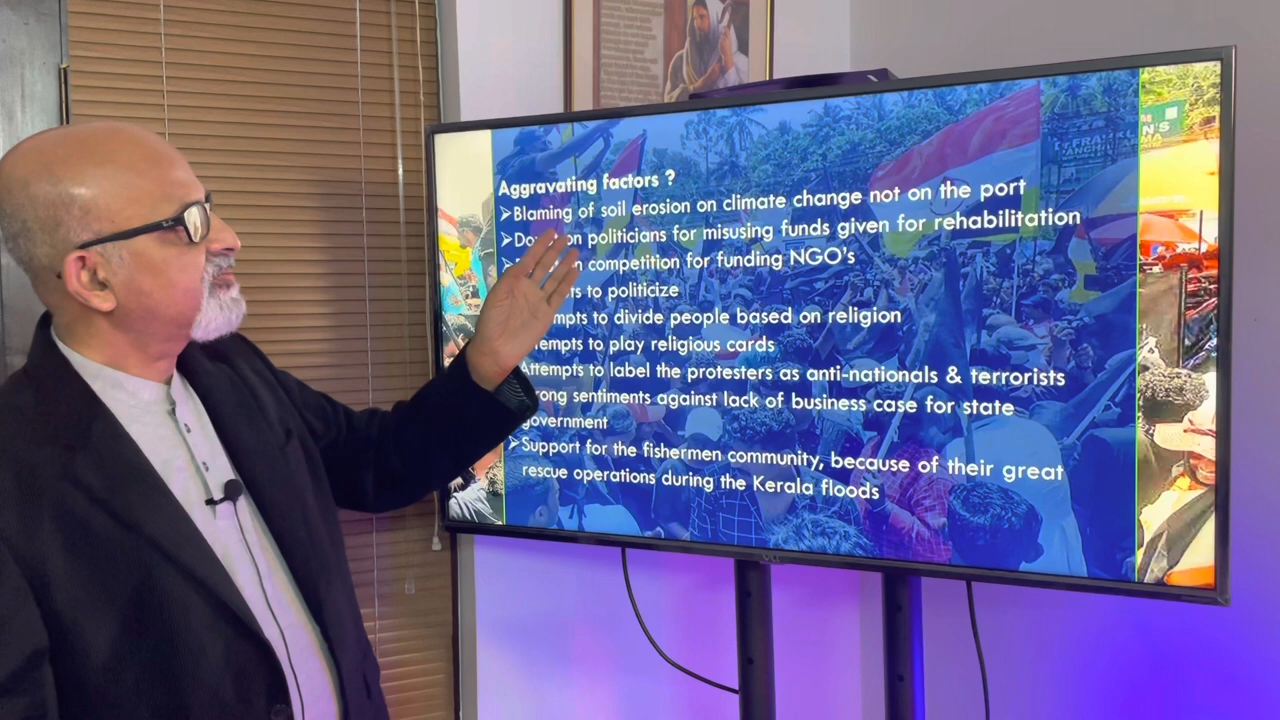 Aggravating factors ?
➢Blaming of soil erosion on climate change not on the port
➢ on politicians for misusing funds given for rehabilitation
competition for funding NGO's
to politicize
to divide people based on religion
to play religious cards
Attempts to label the protesters as anti-nationals & terrorists
sentiments against lack of business case for state
government
➢Support for the fishermen community, because of their great
rescue operations during the Kerala floods